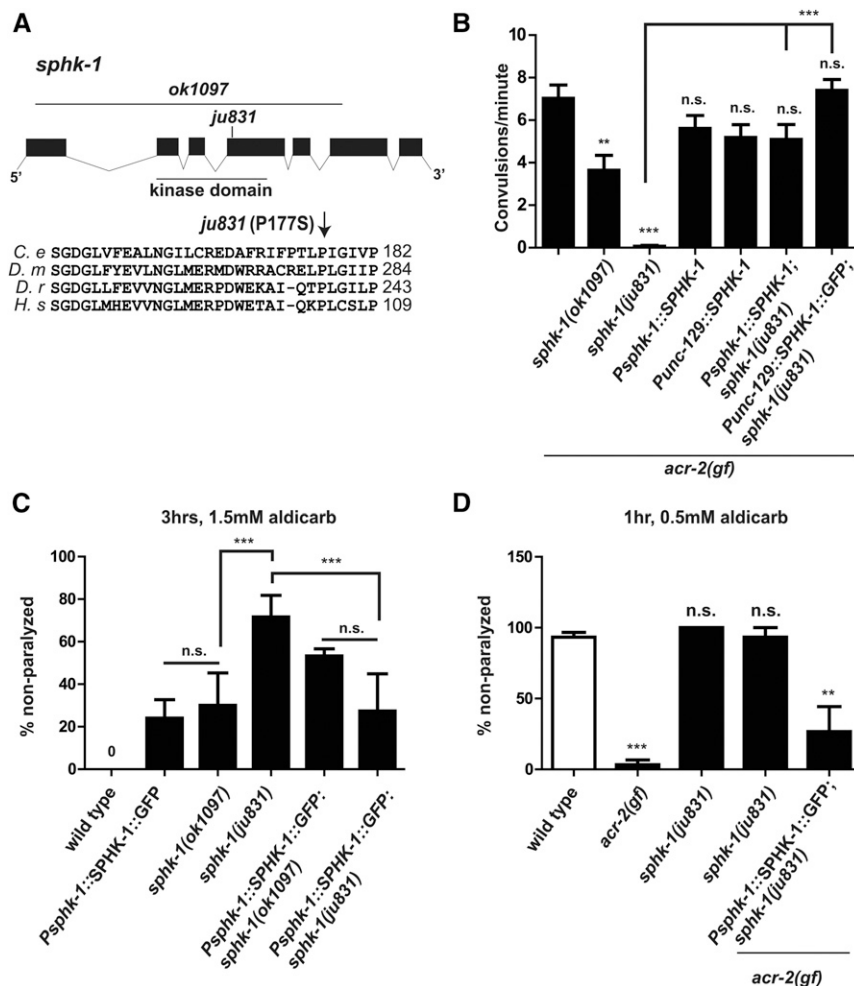 A
sphk-1
ok1097
ju831
5'
3'
kinase domain
ju831 (P177S)
C. e SGDGLVFEALNGILCREDAFRIFPTLPIGIVP 182
D. m SGDGLFYEVLNGLMERMDWRRACRELPLGIIP 284
D. r SGDGLLFEVVNGLMERPDWEKAI-QTPLGILP 243
H. s SGDGLMHEVVNGLMERPDWETAI-QKPLCSLP 109
B
Convulsions/minute
10
8
6
4
2
0
**
***
n.s.
n.s.
n.s.
n.s.
***
sphk-1(ok1097)
sphk-1(ju831)
Psphk-1::SPHK-1
Punc-129::SPHK-1
Psphk-1::SPHK-1;
sphk-1(ju831)
Punc-129::SPHK-1::GFP;
sphk-1(ju831)
acr-2(gf)
C
3hrs, 1.5mM aldicarb
% non-paralyzed
100
80
60
40
20
0
0
n.s.
***
***
n.s.
wild type
Psphk-1::SPHK-1::GFP
sphk-1(ok1097)
sphk-1(ju831)
Psphk-1::SPHK-1::GFP:
sphk-1(ok1097)
Psphk-1::SPHK-1::GFP:
sphk-1(ju831)
D
1hr, 0.5mM aldicarb
% non-paralyzed
150
100
50
0
***
n.s.
n.s.
**
wild type
acr-2(gf)
sphk-1(ju831)
sphk-1(ju831)
Psphk-1::SPHK-1::GFP;
sphk-1(ju831)
acr-2(gf)